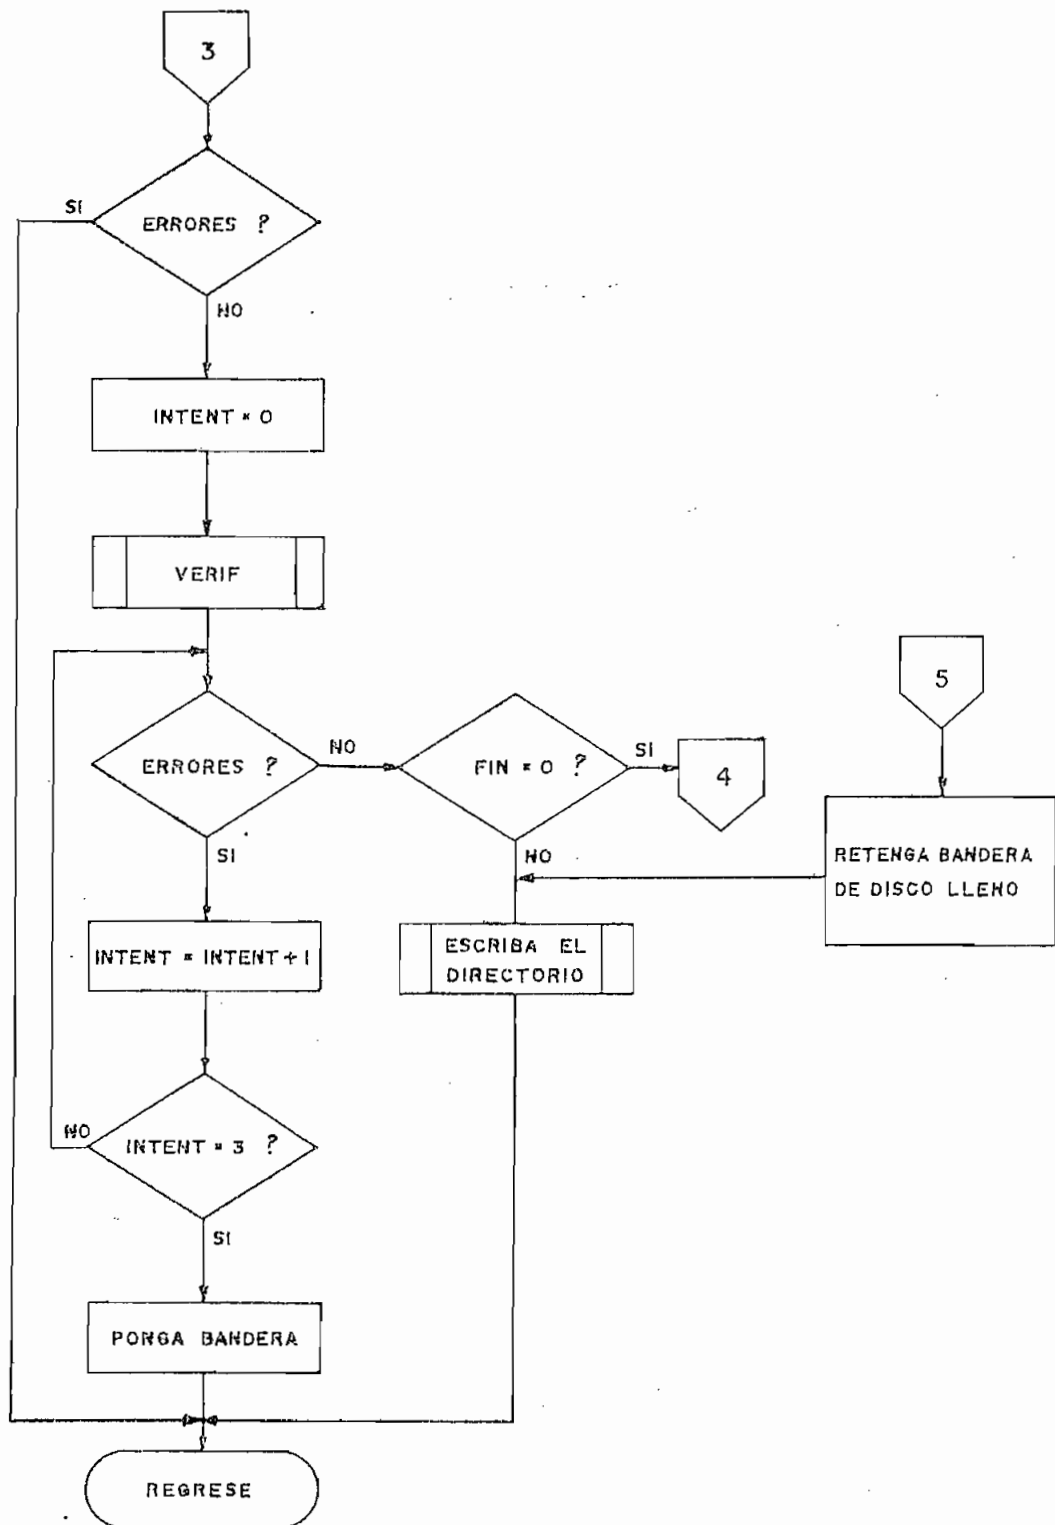 3
ERRORES ?
SI
NO
INTENT = 0
VERIF
ERRORES ?
NO
SI
FIN = 0 ?
SI
NO
4
5
RETENGA BANDERA
DE DISCO LLENO
INTENT = INTENT + 1
ESCRIBA EL
DIRECTORIO
INTENT = 3 ?
NO
SI
PONGA BANDERA
REGRESE